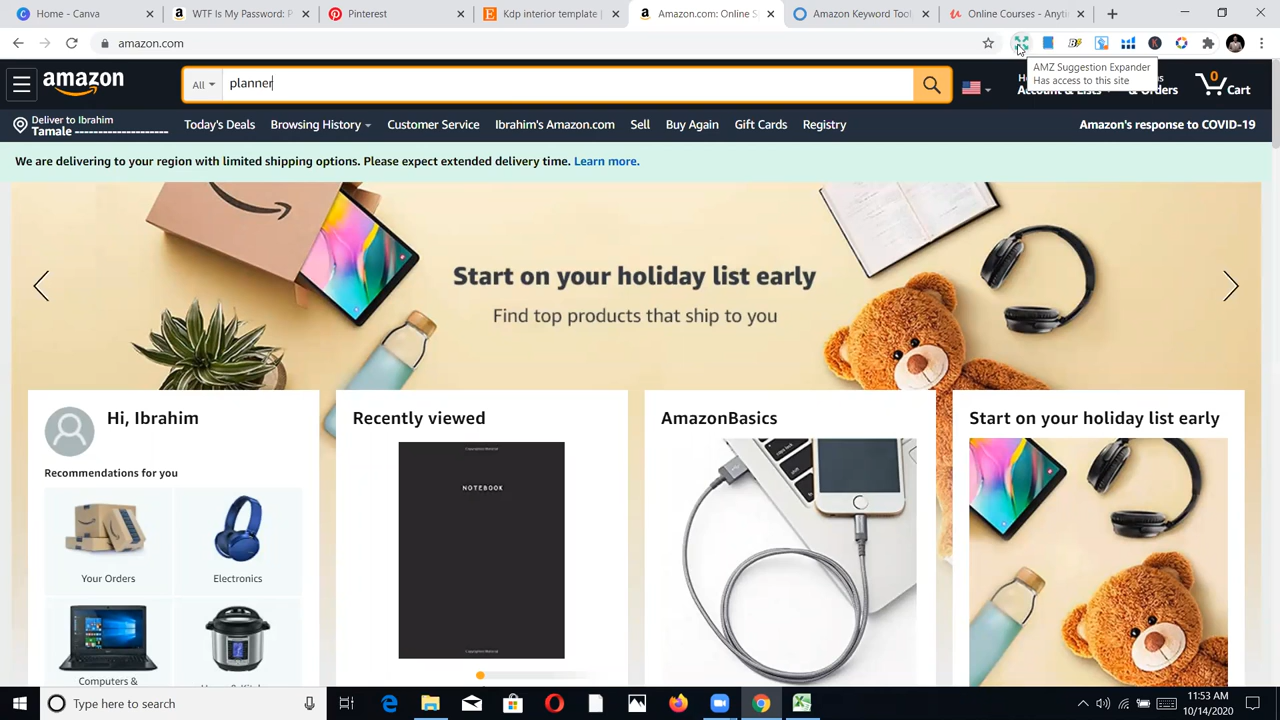 Home - Canva
WTF Is My Password: P
Pinterest
Kdp interior template |
Amazon.com: Online S
Amazon Keyword Tool
Online Courses - Anyti
amazon.com
AMZ Suggestion Expander
Has access to this site
amazon
All
planner
Account & Lists
& Orders
0
Cart
Deliver to Ibrahim
Tamale
Today's Deals
Browsing History
Customer Service
Ibrahim's Amazon.com
Sell
Buy Again
Gift Cards
Registry
Amazon's response to COVID-19
We are delivering to your region with limited shipping options. Please expect extended delivery time. Learn more.
Start on your holiday list early
Find top products that ship to you
Hi, Ibrahim
Recommendations for you
Your Orders
Electronics
Computers &
Recently viewed
NOTEBOOK
AmazonBasics
Start on your holiday list early
Type here to search
11:53 AM
10/14/2020